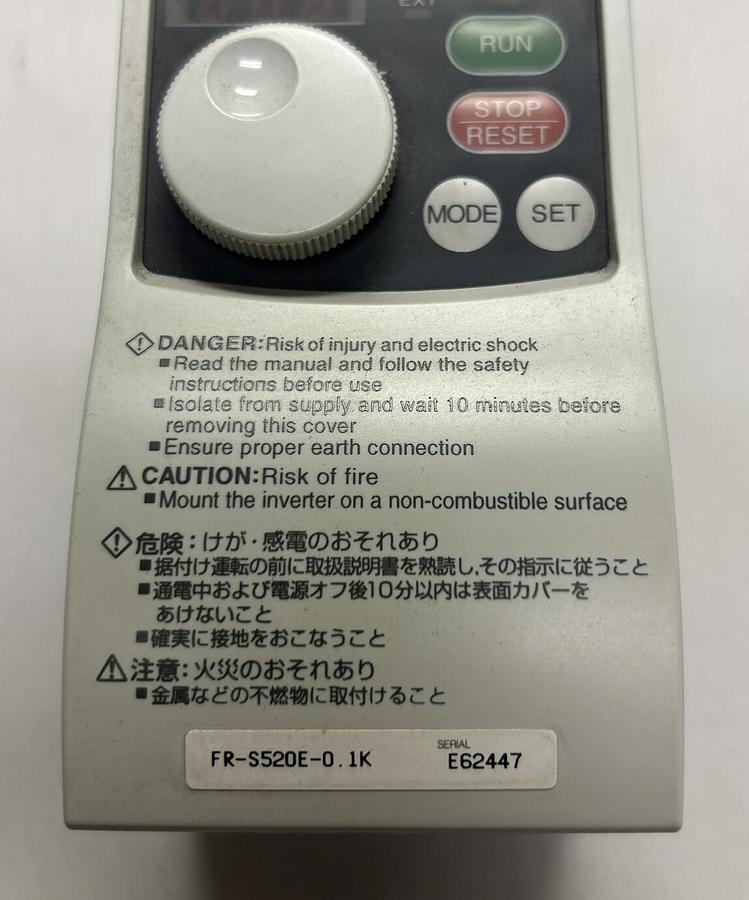 EXT
RUN
STOP
RESET
MODE
SET
DANGER:Risk of injury and electric shock
■Read the manual and follow the safety
instructions before use
■Isolate from supply and wait 10 minutes before
removing this cover
■Ensure proper earth connection
CAUTION:Risk of fire
■Mount the inverter on a non-combustible surface
危険:けが・感電のおそれあり
■据付け運転の前に取扱説明書を熟読し,その指示に従うこと
■通電中および電源オフ後10分以内は表面カバーを
あけないこと
■確実に接地をおこなうこと
注意:火災のおそれあり
■金属などの不燃物に取付けること
SERIAL
FR-S520E-0.1K E62447